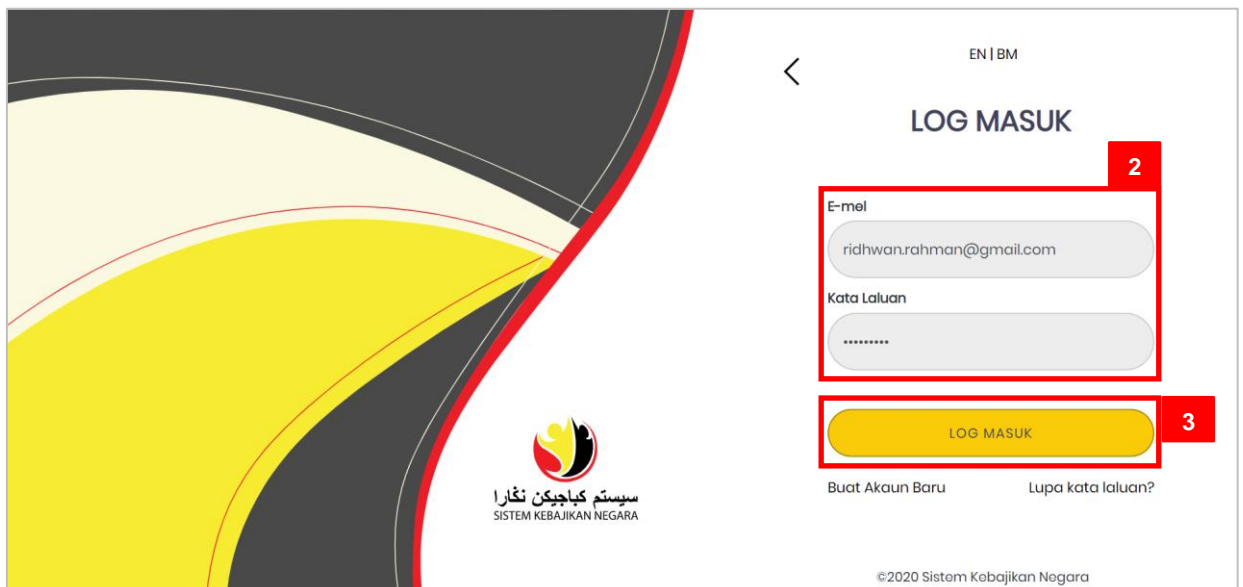 EN | BM
LOG MASUK
2
E-mel
ridhwan.rahman@gmail.com
Kata Laluan
•••••••••
LOG MASUK
3
Buat Akaun Baru
Lupa kata laluan?
سيستم كباجيكن نݢارا
SISTEM KEBAJIKAN NEGARA
©2020 Sistem Kebajikan Negara